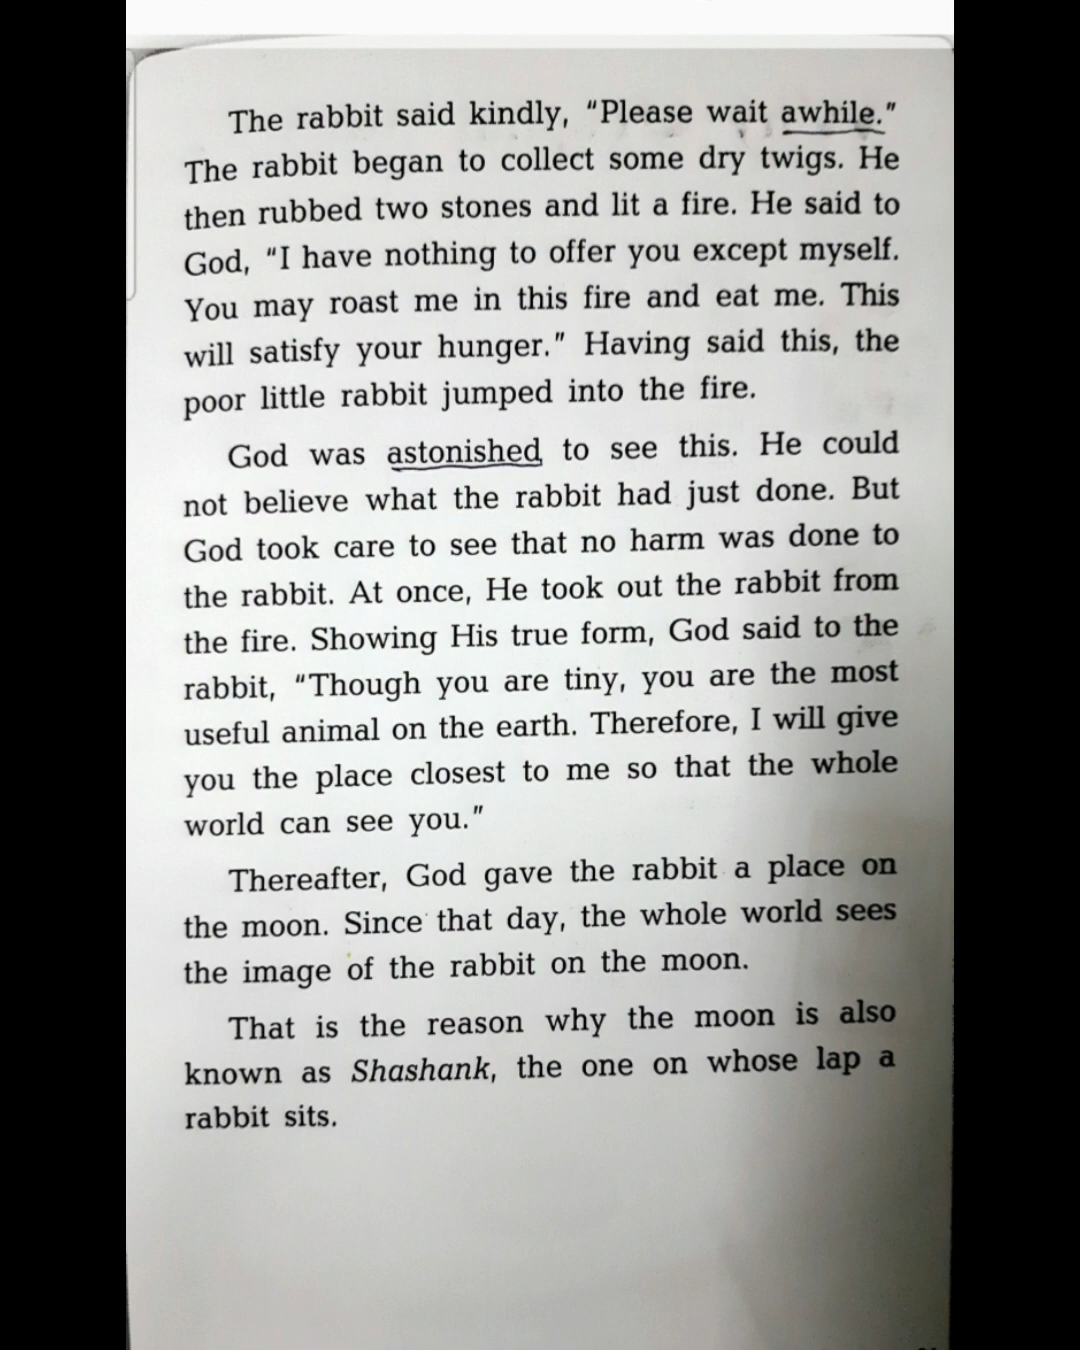 The rabbit said kindly, “Please wait awhile.”
The rabbit began to collect some dry twigs. He
then rubbed two stones and lit a fire. He said to
God, “I have nothing to offer you except myself.
You may roast me in this fire and eat me. This
will satisfy your hunger.” Having said this, the
poor little rabbit jumped into the fire.
God was astonished to see this. He could
not believe what the rabbit had just done. But
God took care to see that no harm was done to
the rabbit. At once, He took out the rabbit from
the fire. Showing His true form, God said to the
rabbit, “Though you are tiny, you are the most
useful animal on the earth. Therefore, I will give
you the place closest to me so that the whole
world can see you.”
Thereafter, God gave the rabbit a place on
the moon. Since that day, the whole world sees
the image of the rabbit on the moon.
That is the reason why the moon is also
known as Shashank, the one on whose lap a
rabbit sits.